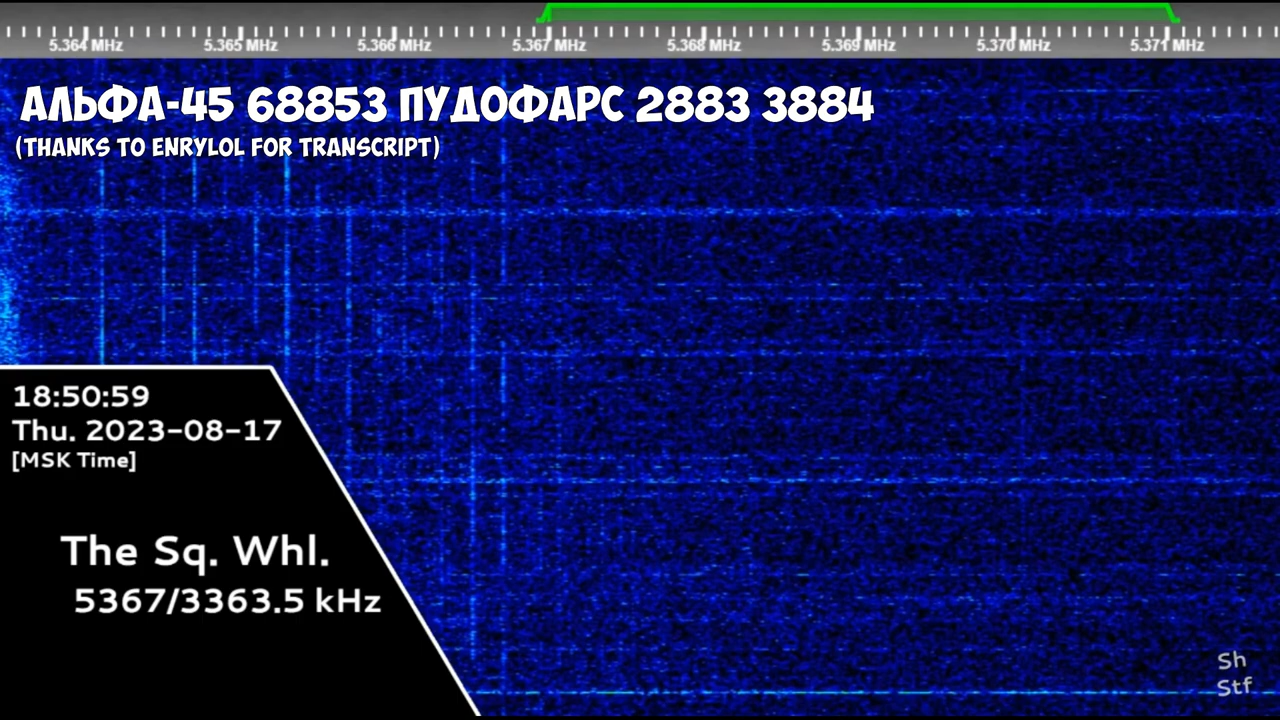 5.364 MHz 5.365 MHz 5.366 MHz 5.367 MHz 5.368 MHz 5.369 MHz 5.370 MHz 5.371 MHz
АЛЬФА-45 68853 ПУДОФАРС 2883 3884
(THANKS TO ENRYLOL FOR TRANSCRIPT)
18:50:59
Thu. 2023-08-17
[MSK Time]
The Sq. Whl.
5367/3363.5 kHz
Sh
Stf